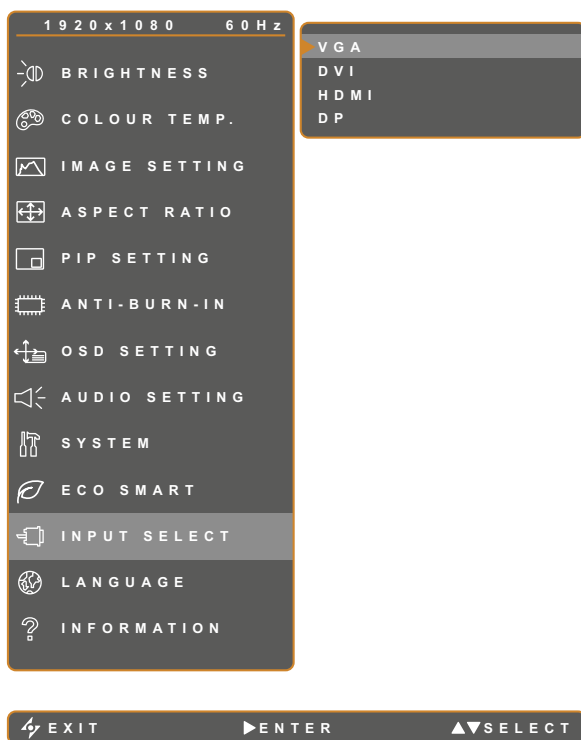 1920x1080 60Hz
BRIGHTNESS
COLOUR TEMP.
IMAGE SETTING
ASPECT RATIO
PIP SETTING
ANTI-BURN-IN
OSD SETTING
AUDIO SETTING
SYSTEM
ECO SMART
INPUT SELECT
LANGUAGE
INFORMATION
VGA
DVI
HDMI
DP
EXIT ▶ENTER ▲▼SELECT